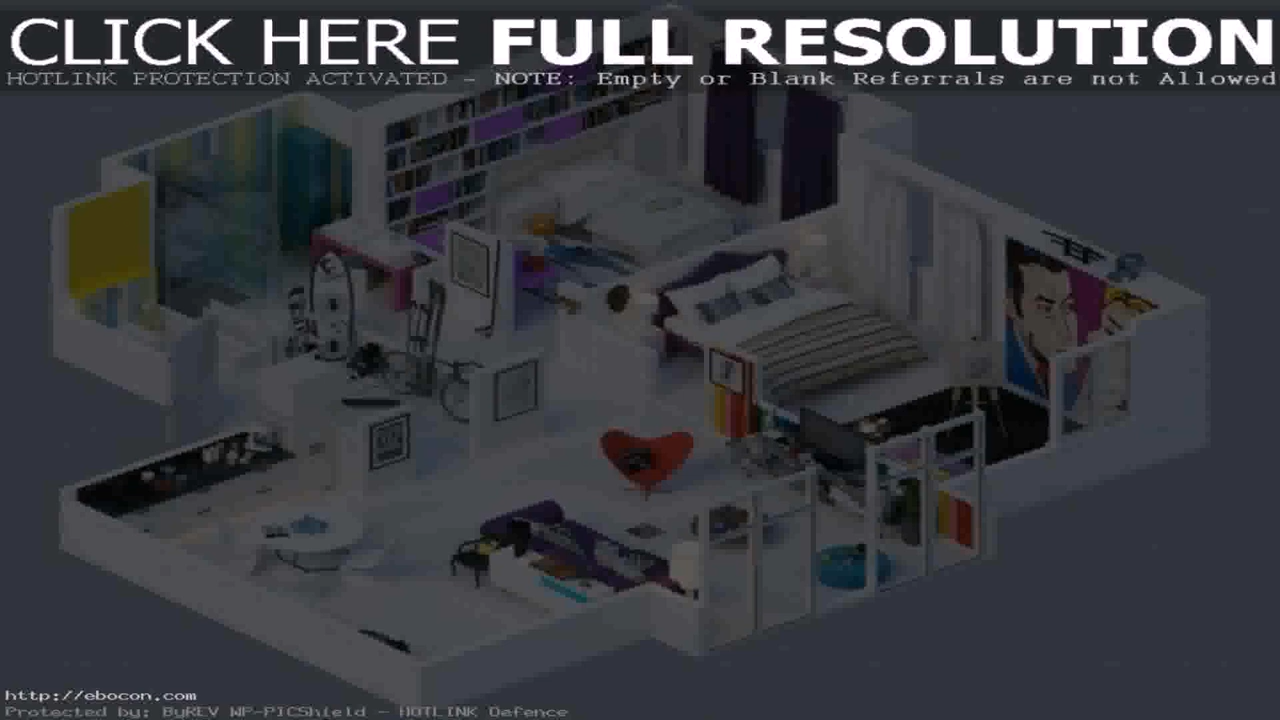 CLICK HERE FULL RESOLUTION
HOTLINK PROTECTION ACTIVATED - NOTE: Empty or Blank Referrals are not Allowed
http://ebocon.com
Protected by: ByREV WP-PICShield - HOTLINK Defence